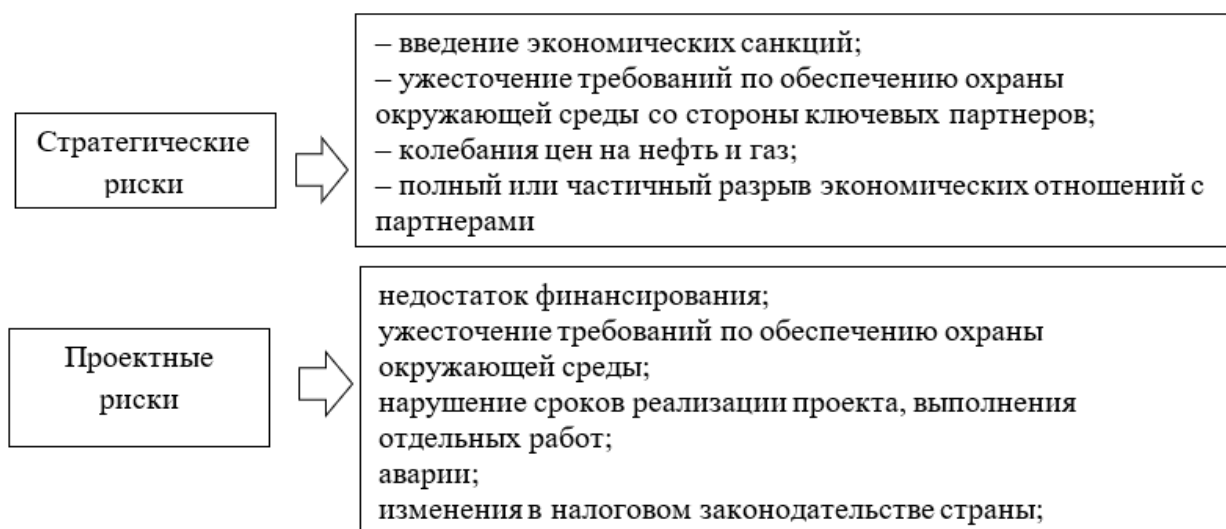 Стратегические
риски
– введение экономических санкций;
– ужесточение требований по обеспечению охраны
окружающей среды со стороны ключевых партнеров;
– колебания цен на нефть и газ;
– полный или частичный разрыв экономических отношений с
партнерами
Проектные
риски
недостаток финансирования;
ужесточение требований по обеспечению охраны
окружающей среды;
нарушение сроков реализации проекта, выполнения
отдельных работ;
аварии;
изменения в налоговом законодательстве страны;